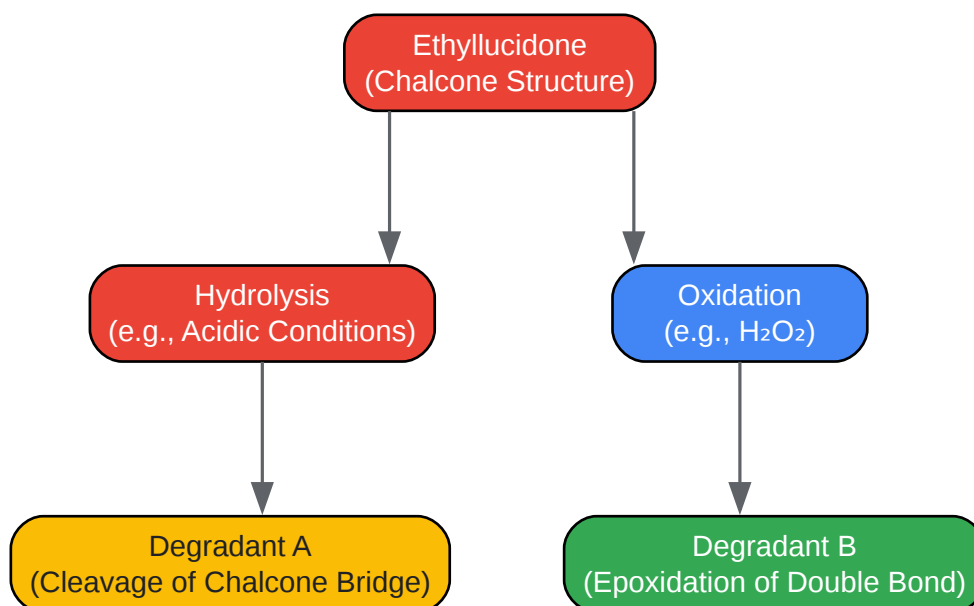 Ethyllucidone
(Chalcone Structure)
Hydrolysis
(e.g., Acidic Conditions)
Oxidation
(e.g., H₂O₂)
Degradant A
(Cleavage of Chalcone Bridge)
Degradant B
(Epoxidation of Double Bond)